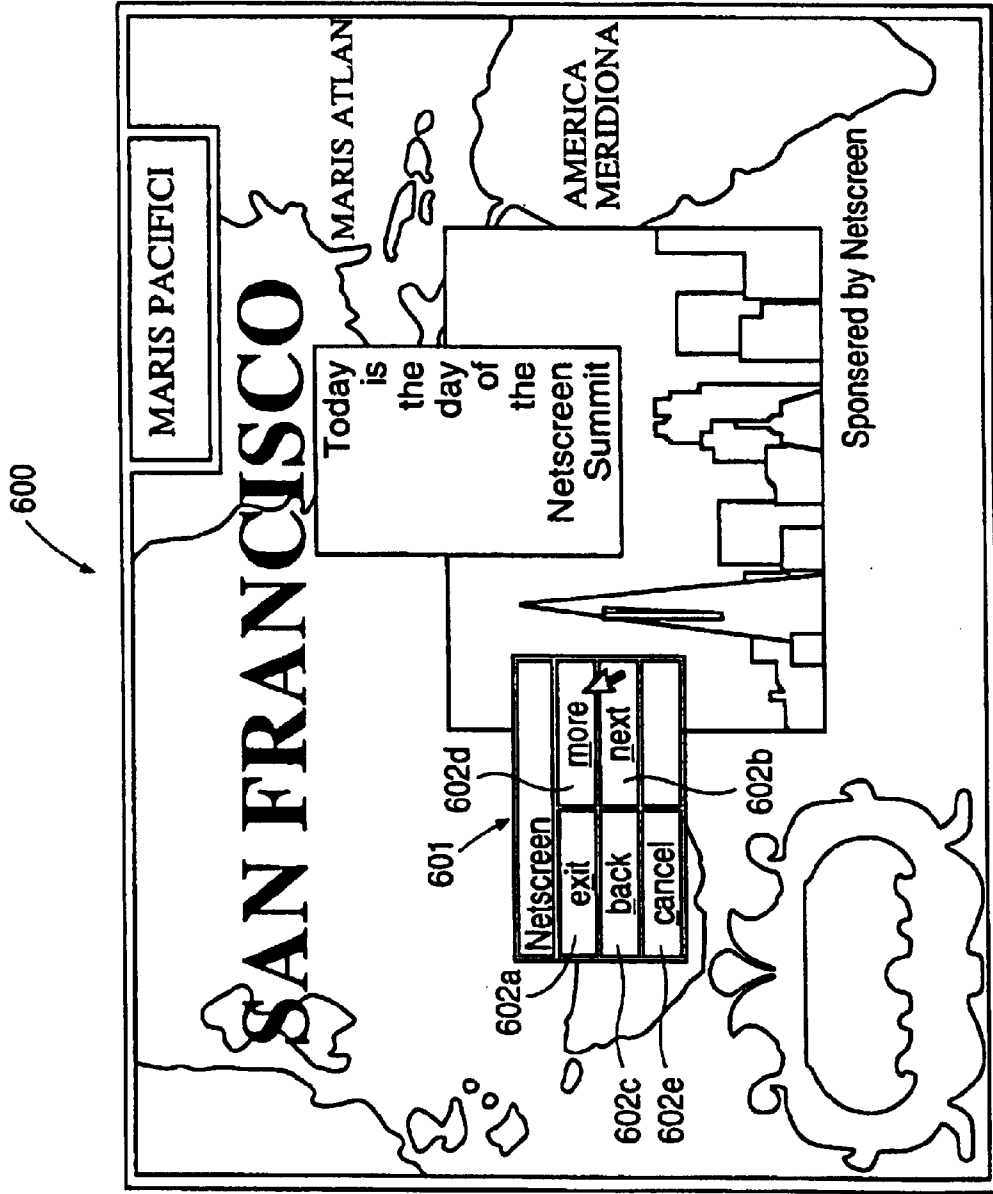 600
MARIS PACIFICI
SAN FRANCISCO
MARIS ATLAN
Today
is
the
day
of
the
Netscreen
Summit
AMERICA
MERIDIONA
601
602d
602a
Netscreen
exit
more
back
next
cancel
602c
602e
602b
Sponsered by Netscreen